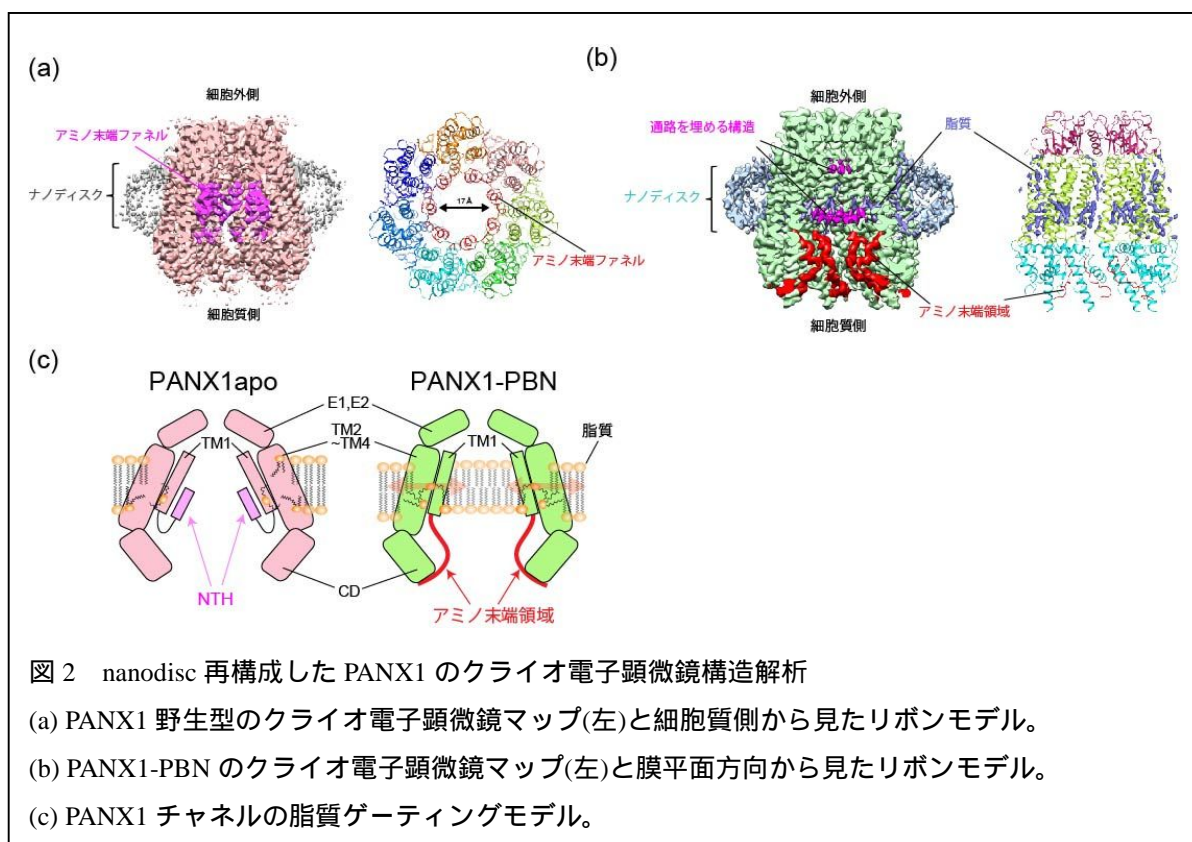 (a)
細胞外側
アミノ末端ファネル
ナノディスク
細胞質側
17Å
アミノ末端ファネル
(b)
細胞外側
通路を埋める構造
脂質
ナノディスク
アミノ末端領域
細胞質側
(c)
PANX1apo
PANX1-PBN
E1,E2
TM1
TM2
~TM4
TM1
脂質
NTH
CD
アミノ末端領域
図 2 nanodisc 再構成した PANX1 のクライオ電子顕微鏡構造解析
(a) PANX1 野生型のクライオ電子顕微鏡マップ(左)と細胞質側から見たリボンモデル。
(b) PANX1-PBN のクライオ電子顕微鏡マップ(左)と膜平面方向から見たリボンモデル。
(c) PANX1 チャネルの脂質ゲーティングモデル。